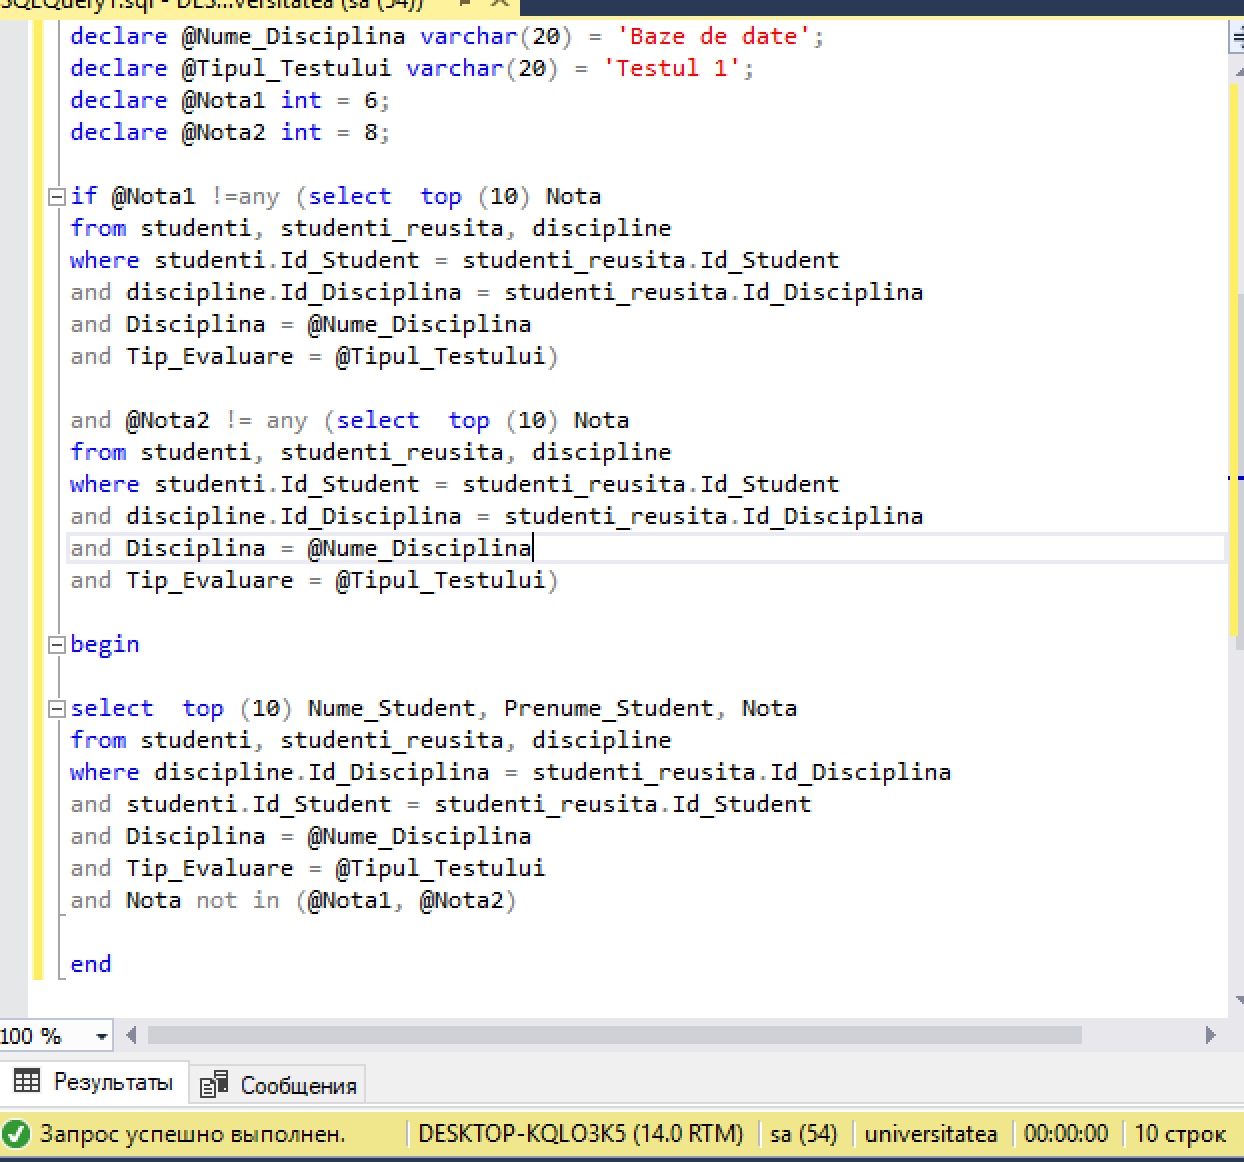 declare @Nume_Disciplina varchar(20) = 'Baze de date';
declare @Tipul_Testului varchar(20) = 'Testul 1';
declare @Nota1 int = 6;
declare @Nota2 int = 8;
if @Nota1 !=any (select  top (10) Nota
from studenti, studenti_reusita, discipline
where studenti.Id_Student = studenti_reusita.Id_Student
and discipline.Id_Disciplina = studenti_reusita.Id_Disciplina
and Disciplina = @Nume_Disciplina
and Tip_Evaluare = @Tipul_Testului)
and @Nota2 != any (select  top (10) Nota
from studenti, studenti_reusita, discipline
where studenti.Id_Student = studenti_reusita.Id_Student
and discipline.Id_Disciplina = studenti_reusita.Id_Disciplina
and Disciplina = @Nume_Disciplina
and Tip_Evaluare = @Tipul_Testului)
begin
select  top (10) Nume_Student, Prenume_Student, Nota
from studenti, studenti_reusita, discipline
where discipline.Id_Disciplina = studenti_reusita.Id_Disciplina
and studenti.Id_Student = studenti_reusita.Id_Student
and Disciplina = @Nume_Disciplina
and Tip_Evaluare = @Tipul_Testului
and Nota not in (@Nota1, @Nota2)
end
100 %
Результаты Сообщения
Запрос успешно выполнен. DESKTOP-KQLO3K5 (14.0 RTM) sa (54) universitatea 00:00:00 10 строк